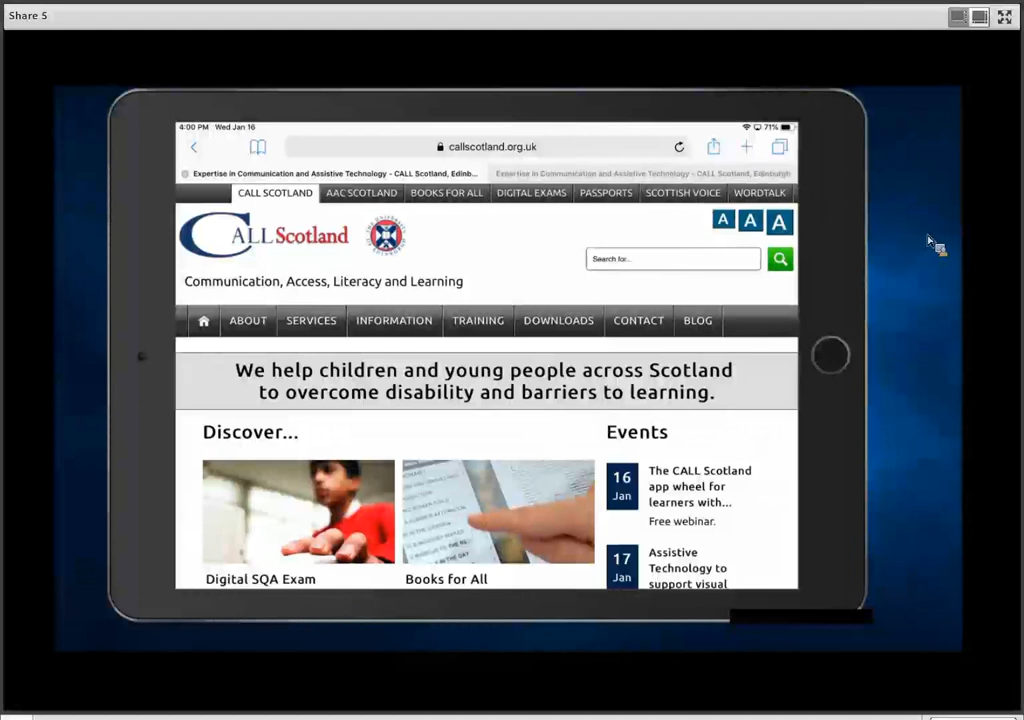 Share 5
4:00 PM Wed Jan 16
71%
callscotland.org.uk
Expertise in Communication and Assistive Technology - CALL Scotland, Edinb...
Expertise in Communication and Assistive Technology - CALL Scotland, Edinburgh
CALL SCOTLAND AAC SCOTLAND BOOKS FOR ALL DIGITAL EXAMS PASSPORTS SCOTTISH VOICE WORDTALK
CALL Scotland
A A A
Search for...
Communication, Access, Literacy and Learning
ABOUT SERVICES INFORMATION TRAINING DOWNLOADS CONTACT BLOG
We help children and young people across Scotland
to overcome disability and barriers to learning.
Discover...
Digital SQA Exam
Books for All
Events
16 Jan
The CALL Scotland
app wheel for
learners with...
Free webinar.
17 Jan
Assistive
Technology to
support visual